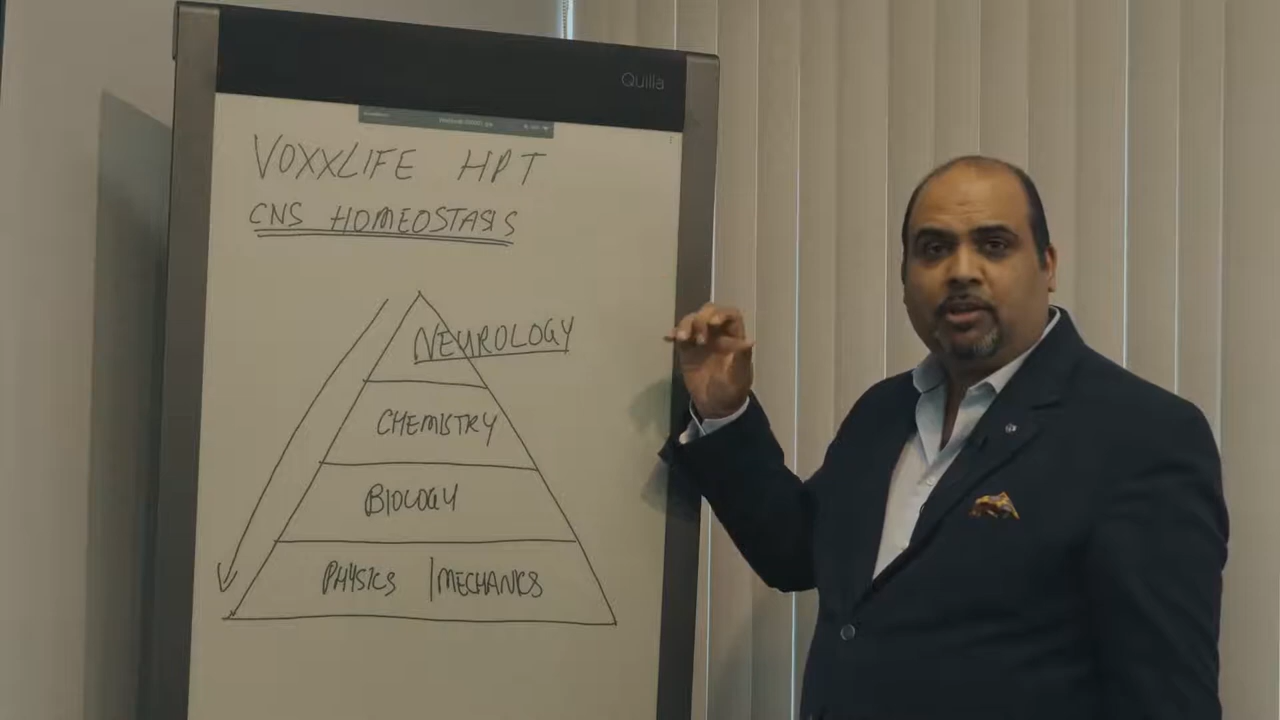 Quilla
VOXXLIFE HPT
CNS HOMEOSTASIS
NEUROLOGY
CHEMISTRY
BIOLOGY
PHYSICS | MECHANICS